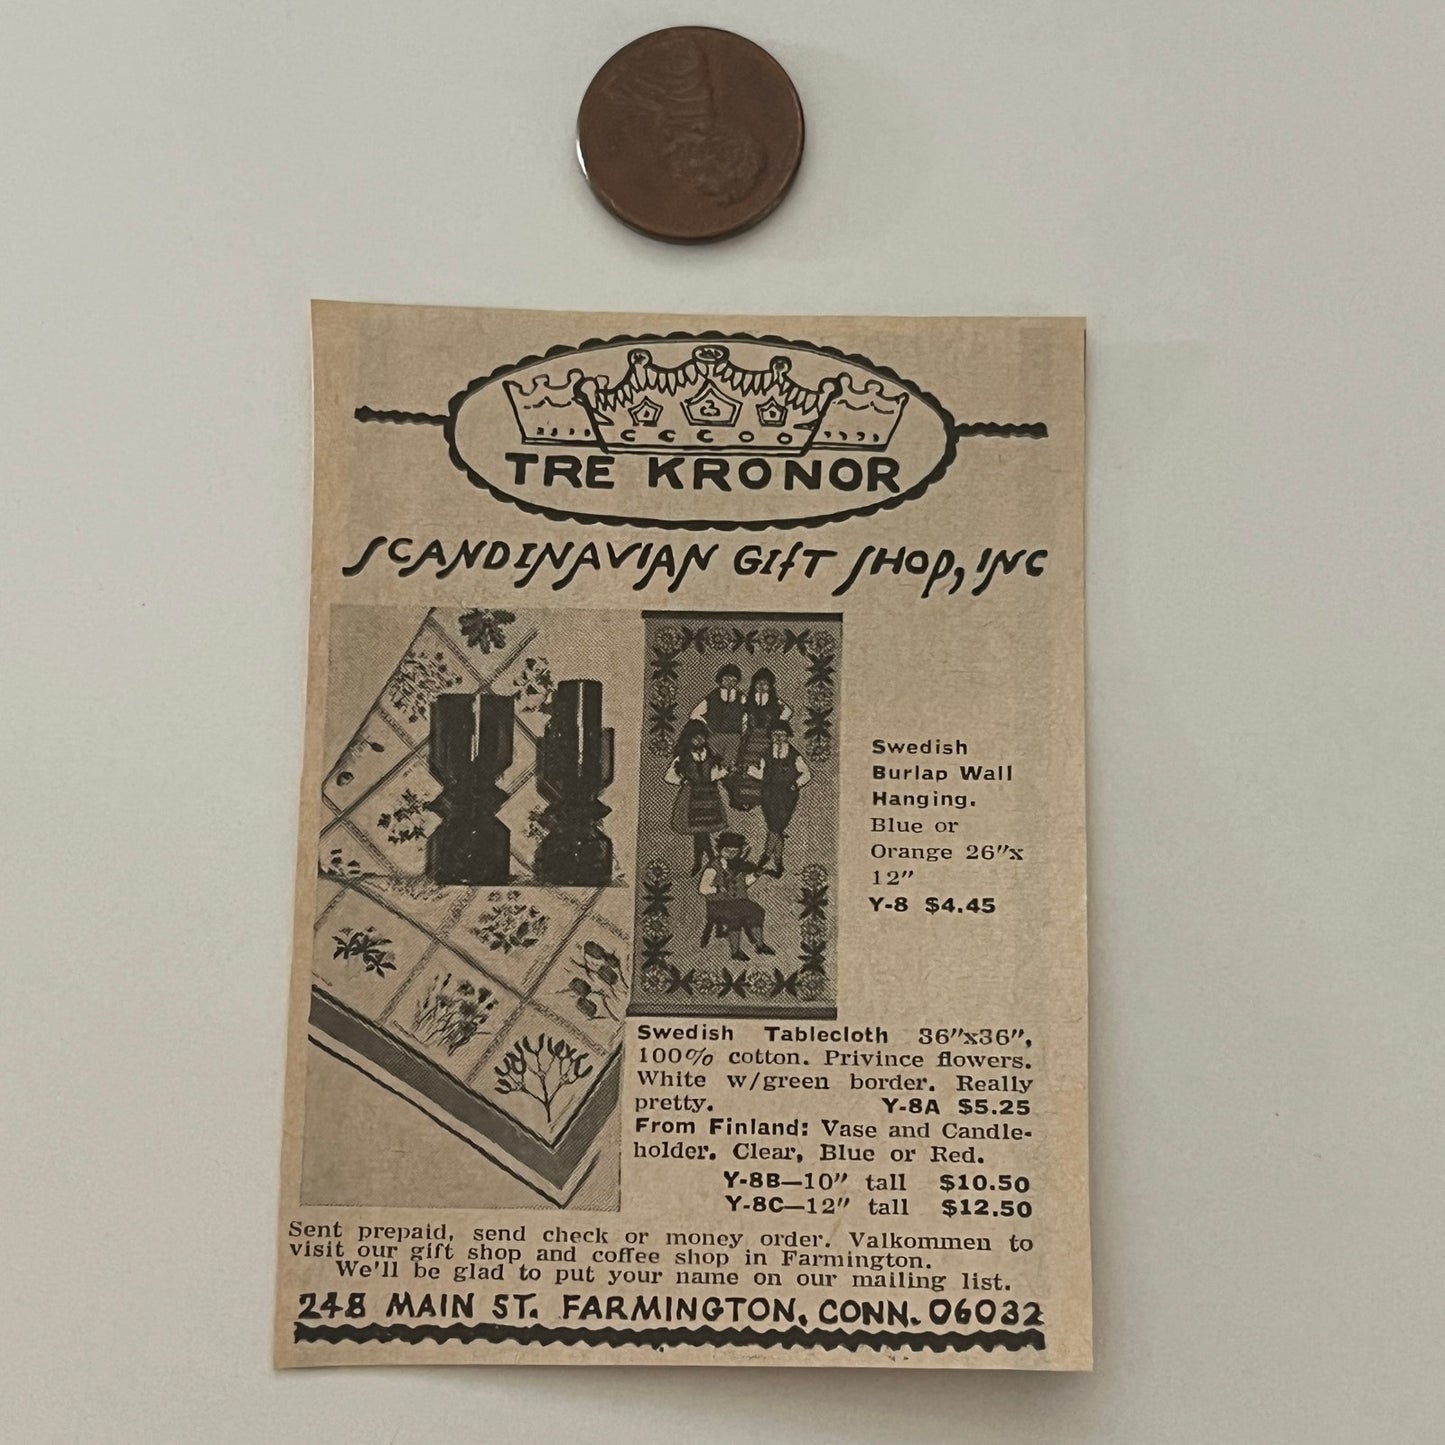 TRE KRONOR
SCANDINAVIAN GIFT SHOP, INC
Swedish
Burlap Wall
Hanging.
Blue or
Orange 26"x
12"
Y-8 $4.45
Swedish Tablecloth 36"x36",
100% cotton. Privince flowers.
White w/green border. Really
pretty. Y-8A $5.25
From Finland: Vase and Candle-
holder. Clear, Blue or Red.
Y-8B—10" tall $10.50
Y-8C—12" tall $12.50
Sent prepaid, send check or money order. Valkommen to
visit our gift shop and coffee shop in Farmington.
We'll be glad to put your name on our mailing list.
248 MAIN ST. FARMINGTON, CONN. 06032